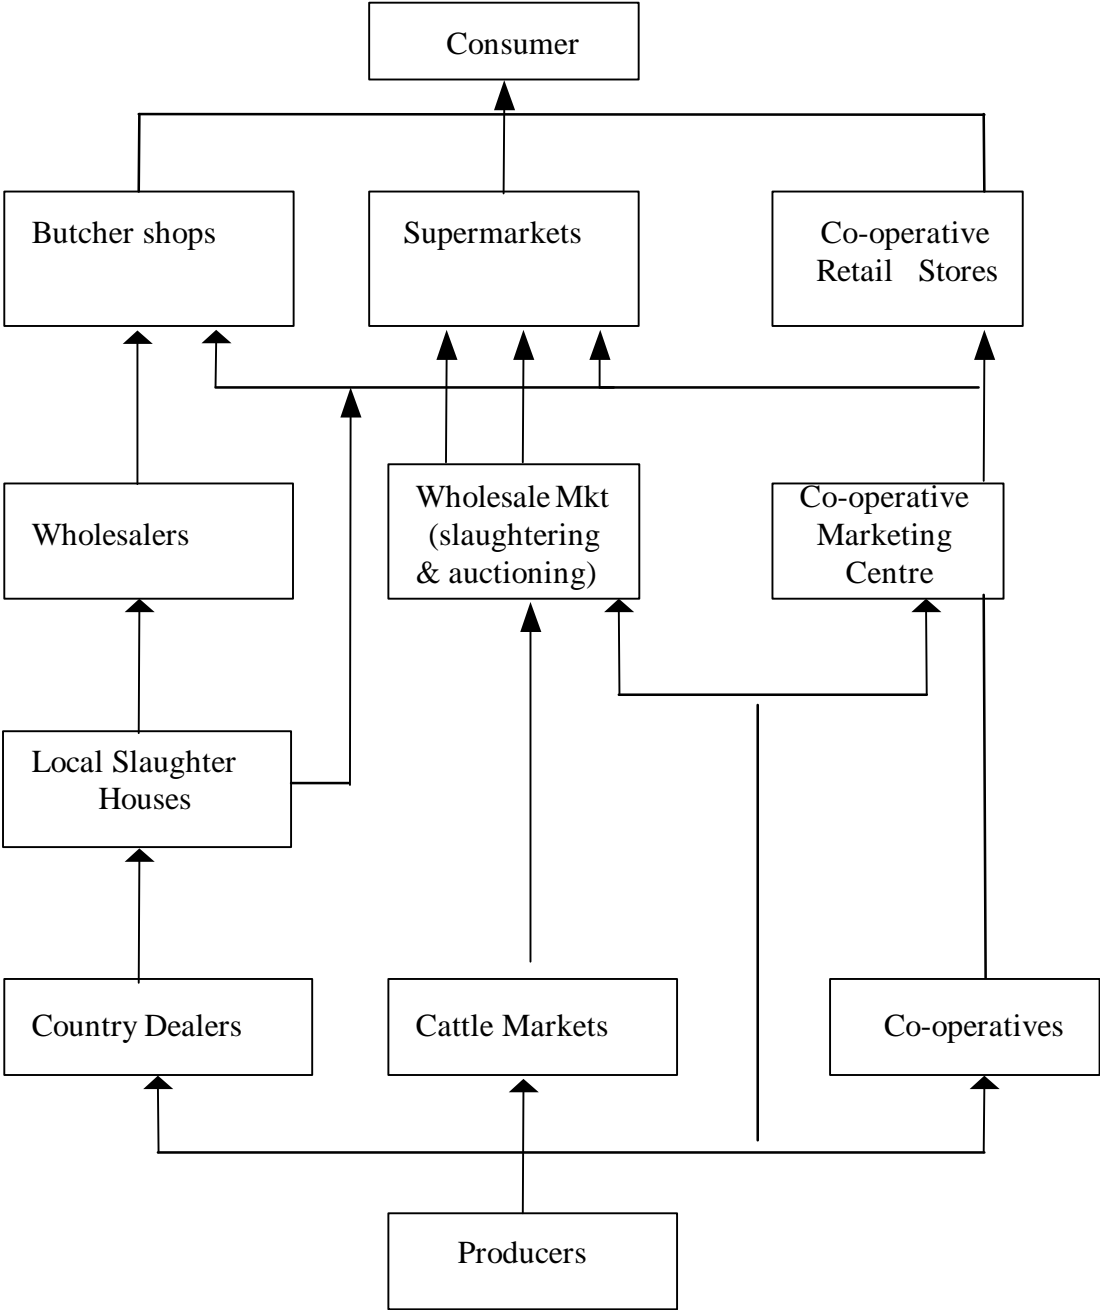 Consumer
Butcher shops
Supermarkets
Co-operative
Retail Stores
Wholesalers
Wholesale Mkt
(slaughtering
& auctioning)
Co-operative
Marketing
Centre
Local Slaughter
Houses
Country Dealers
Cattle Markets
Co-operatives
Producers